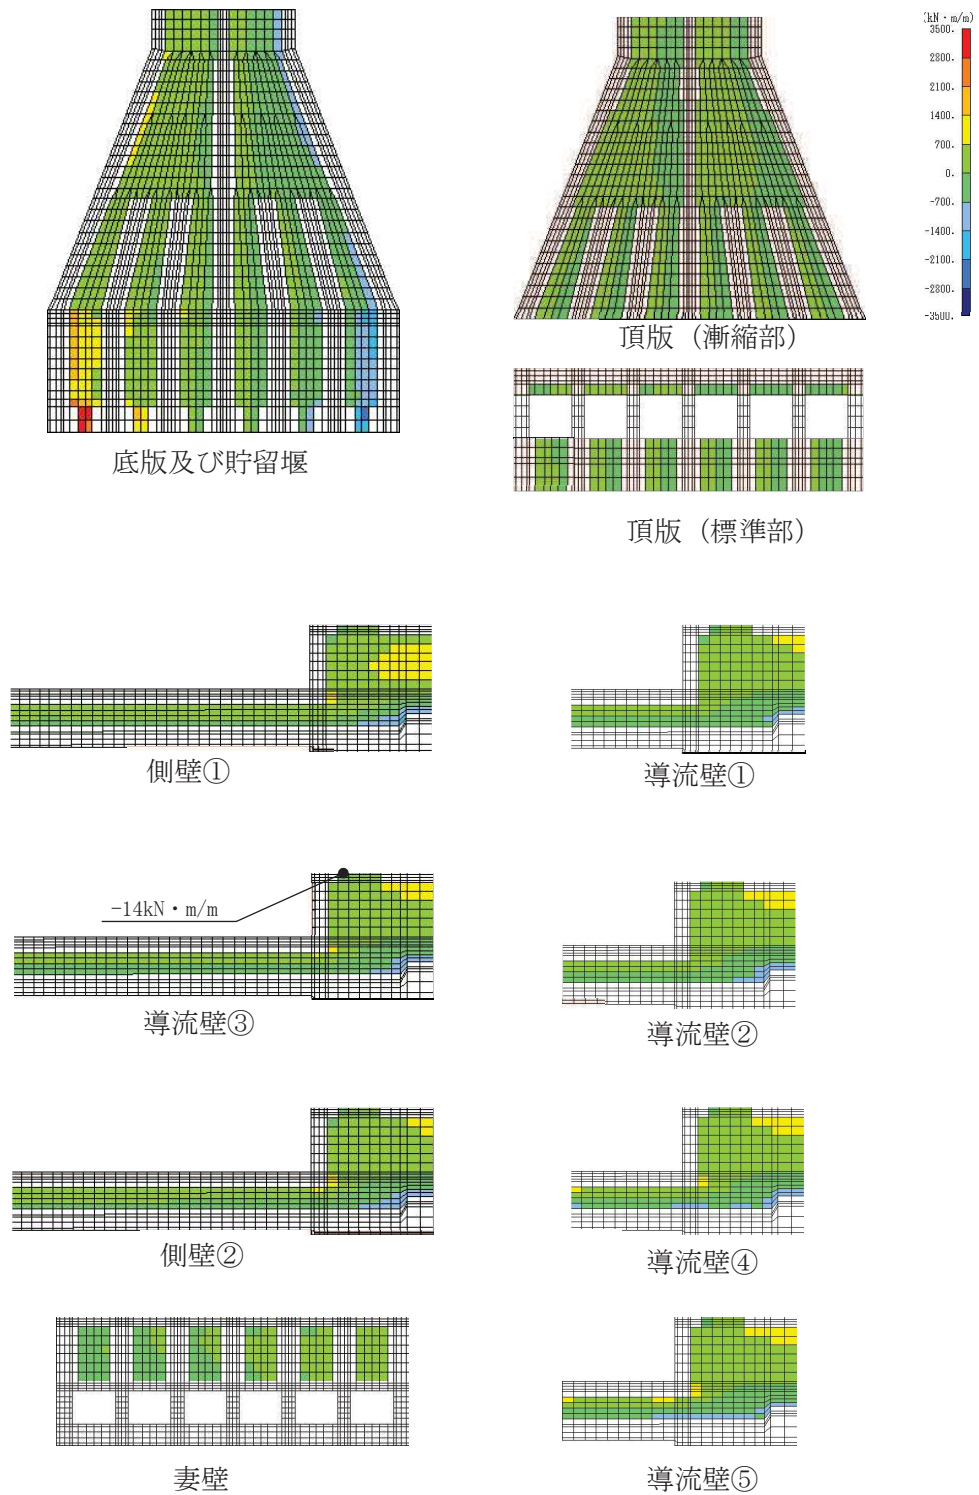 (kN・m/m)
3500.
2800.
2100.
1400.
700.
0.
-700.
-1400.
-2100.
-2800.
-3500.
頂版（漸縮部）
底版及び貯留堰
頂版（標準部）
側壁①
導流壁①
-14kN・m/m
導流壁③
導流壁②
側壁②
導流壁④
妻壁
導流壁⑤